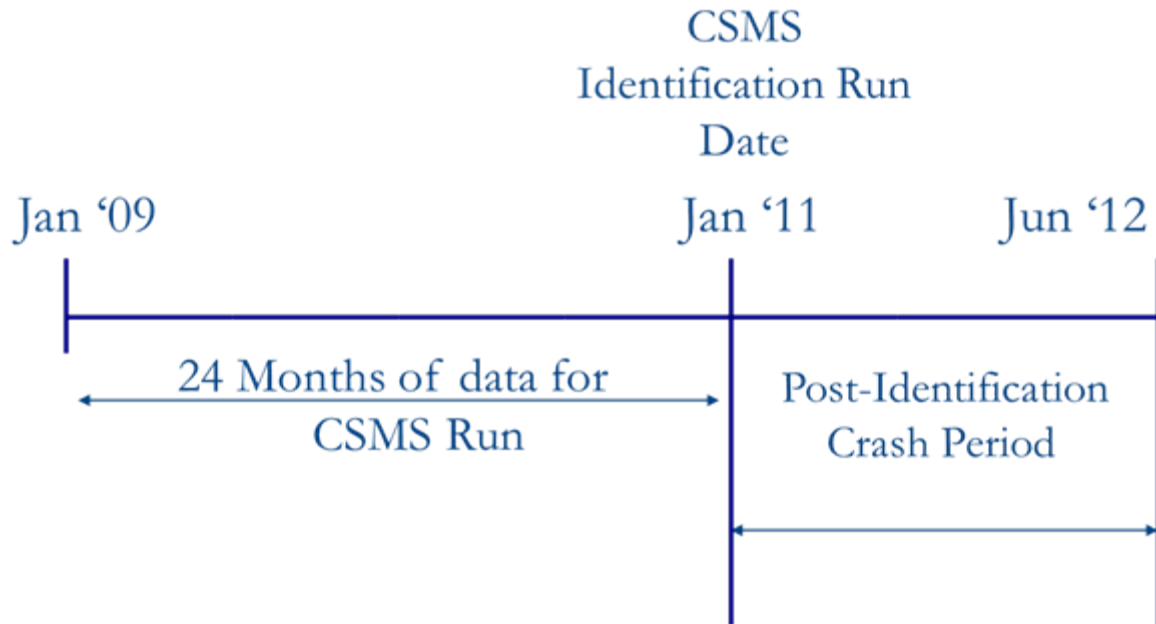 CSMS
Identification Run
Date
Jan ‘09
Jan ‘11
Jun ‘12
24 Months of data for
CSMS Run
Post-Identification
Crash Period